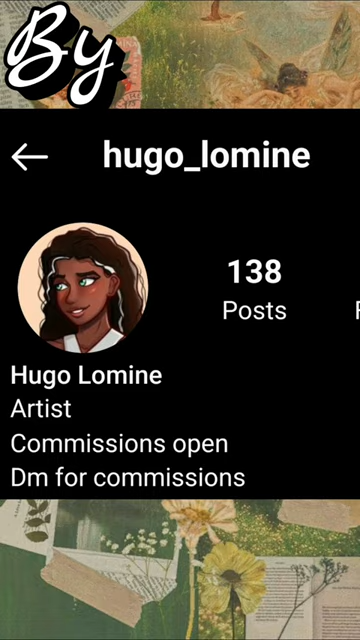 By
hugo_lomine
138
Posts
Hugo Lomine
Artist
Commissions open
Dm for commissions